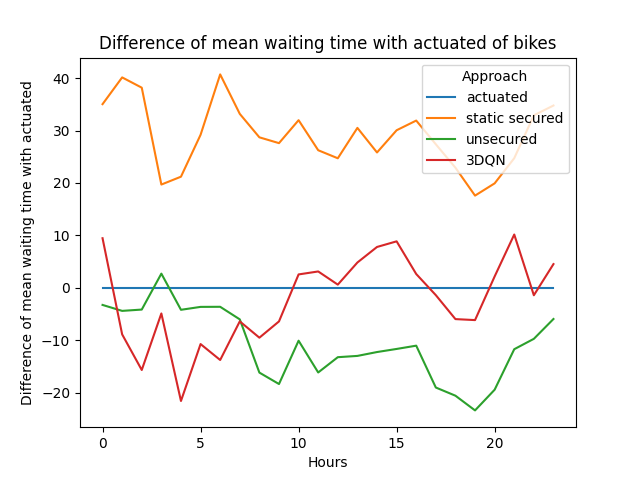 Difference of mean waiting time with actuated of bikes
Difference of mean waiting time with actuated
40
30
20
10
0
−10
−20
Approach
actuated
static secured
unsecured
3DQN
0 5 10 15 20
Hours